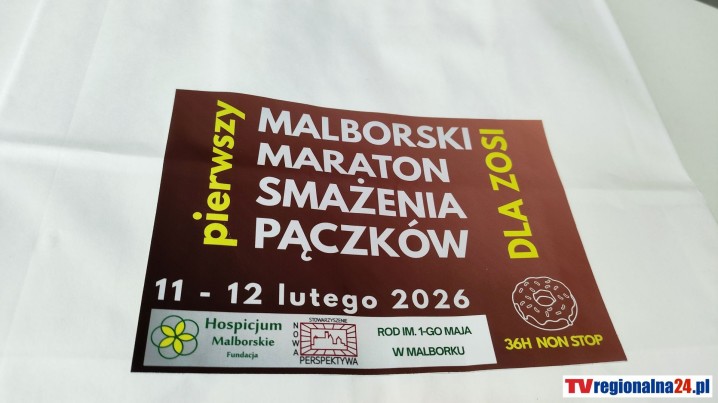 pierwszy
MALBORSKI
MARATON
SMAŻENIA
PĄCZKÓW
DLA ZOSI
11 - 12 lutego 2026
36H NON STOP
Hospicjum
Malborskie
Fundacja
STOWARZYSZENIE
NOWA
PERSPEKTYWA
ROD IM. 1-GO MAJA
W MALBORKU
TVregionalna24.pl